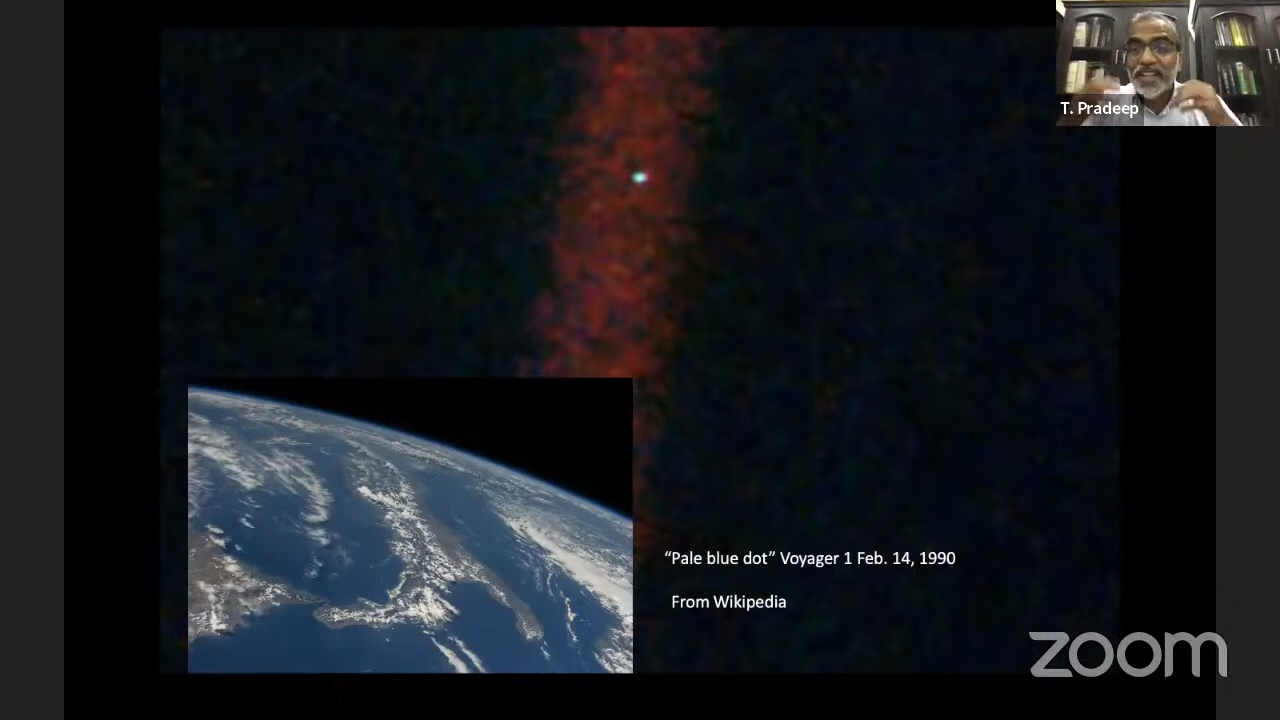 T. Pradeep
“Pale blue dot” Voyager 1 Feb. 14, 1990
From Wikipedia
zoom